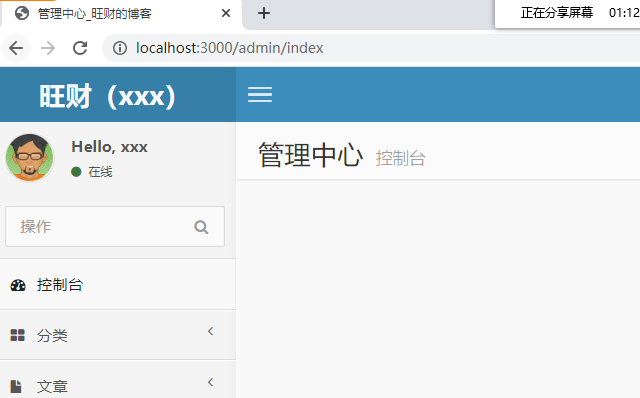 管理中心_旺财的博客
正在分享屏幕 01:12
localhost:3000/admin/index
旺财（xxx）
Hello, xxx
在线
管理中心 控制台
操作
控制台
分类
文章